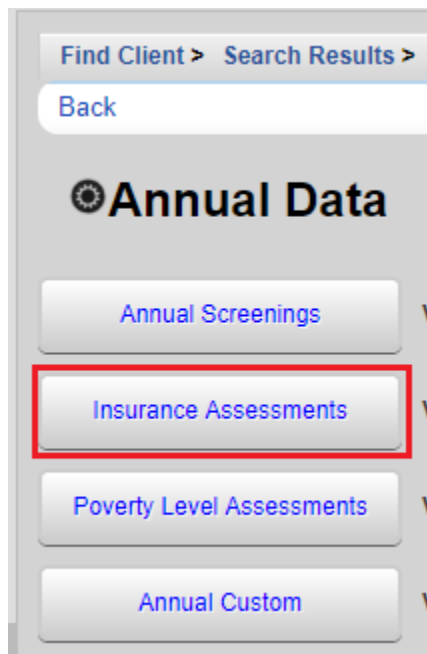 Find Client > Search Results >
Back
Annual Data
Annual Screenings
Insurance Assessments
Poverty Level Assessments
Annual Custom